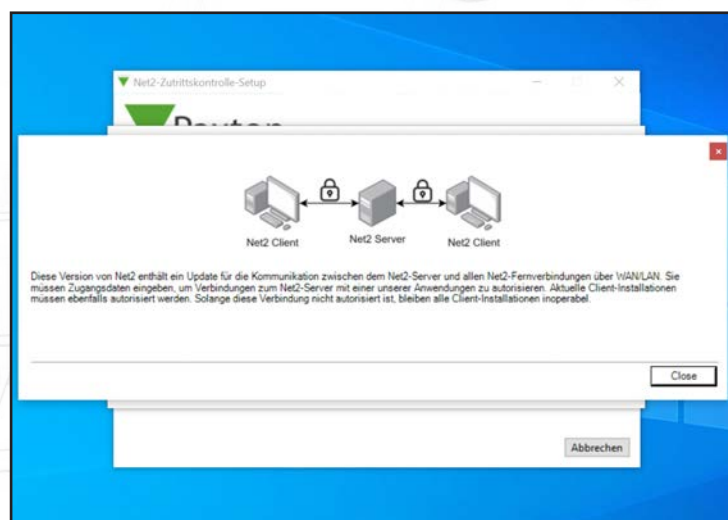 Net2-Zutrittskontrolle-Setup
Paxton
Net2 Client
Net2 Server
Net2 Client
Diese Version von Net2 enthält ein Update für die Kommunikation zwischen dem Net2-Server und allen Net2-Fernverbindungen über WAN/LAN. Sie
müssen Zugangsdaten eingeben, um Verbindungen zum Net2-Server mit einer unserer Anwendungen zu autorisieren. Aktuelle Client-Installationen
müssen ebenfalls autorisiert werden. Solange diese Verbindung nicht autorisiert ist, bleiben alle Client-Installationen inoperabel.
Close
Abbrechen